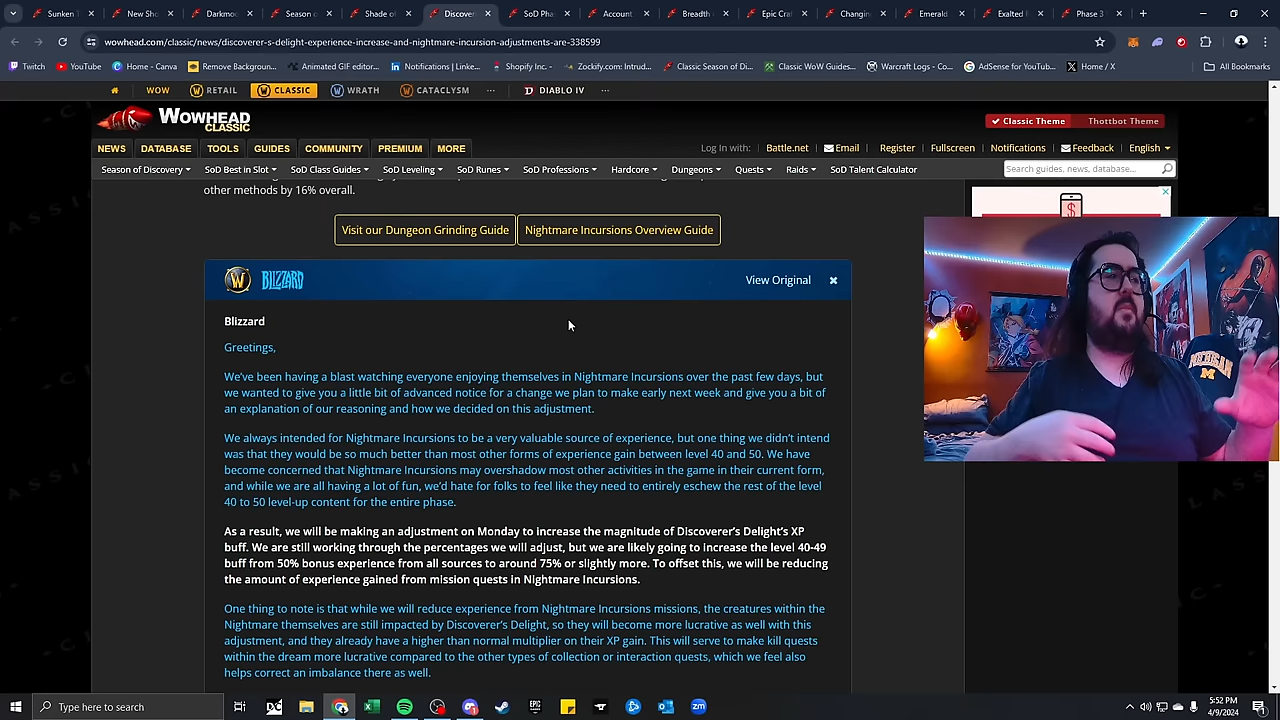 Sunken
New Sho
Darkmoo
Season o
Shade of
Discover
SoD Pha
Account
Breadth
Epic Cra
Changin
Emerald
Exalted
Phase 3
wowhead.com/classic/news/discoverer-s-delight-experience-increase-and-nightmare-incursion-adjustments-are-338599
Twitch
YouTube
Home - Canva
Remove Backgroun...
Animated GIF editor...
Notifications | Linke...
Shopify Inc. -
Zockify.com: Intrud...
Classic Season of Di...
Classic WoW Guides...
Warcraft Logs - Co...
AdSense for YouTub...
Home / X
All Bookmarks
WOW
RETAIL
CLASSIC
WRATH
CATACLYSM
DIABLO IV
WOWHEAD
CLASSIC
Classic Theme
Thottbot Theme
NEWS
DATABASE
TOOLS
GUIDES
COMMUNITY
PREMIUM
MORE
Log in with:
Battle.net
Email
Register
Fullscreen
Notifications
Feedback
English
Season of Discovery
SoD Best in Slot
SoD Class Guides
SoD Leveling
SoD Runes
SoD Professions
Hardcore
Dungeons
Quests
Raids
SoD Talent Calculator
Search guides, news, database...
other methods by 16% overall.
Visit our Dungeon Grinding Guide
Nightmare Incursions Overview Guide
BLIZZARD
View Original
Blizzard
Greetings,
We've been having a blast watching everyone enjoying themselves in Nightmare Incursions over the past few days, but
we wanted to give you a little bit of advanced notice for a change we plan to make early next week and give you a bit of
an explanation of our reasoning and how we decided on this adjustment.
We always intended for Nightmare Incursions to be a very valuable source of experience, but one thing we didn't intend
was that they would be so much better than most other forms of experience gain between level 40 and 50. We have
become concerned that Nightmare Incursions may overshadow most other activities in the game in their current form,
and while we are all having a lot of fun, we'd hate for folks to feel like they need to entirely eschew the rest of the level
40 to 50 level-up content for the entire phase.
As a result, we will be making an adjustment on Monday to increase the magnitude of Discoverer's Delight's XP
buff. We are still working through the percentages we will adjust, but we are likely going to increase the level 40-49
buff from 50% bonus experience from all sources to around 75% or slightly more. To offset this, we will be reducing
the amount of experience gained from mission quests in Nightmare Incursions.
One thing to note is that while we will reduce experience from Nightmare Incursions missions, the creatures within the
Nightmare themselves are still impacted by Discoverer's Delight, so they will become more lucrative as well with this
adjustment, and they already have a higher than normal multiplier on their XP gain. This will serve to make kill quests
within the dream more lucrative compared to the other types of collection or interaction quests, which we feel also
helps correct an imbalance there as well.
MICHIGAN
M
Type here to search
5:52 PM
4/9/2024